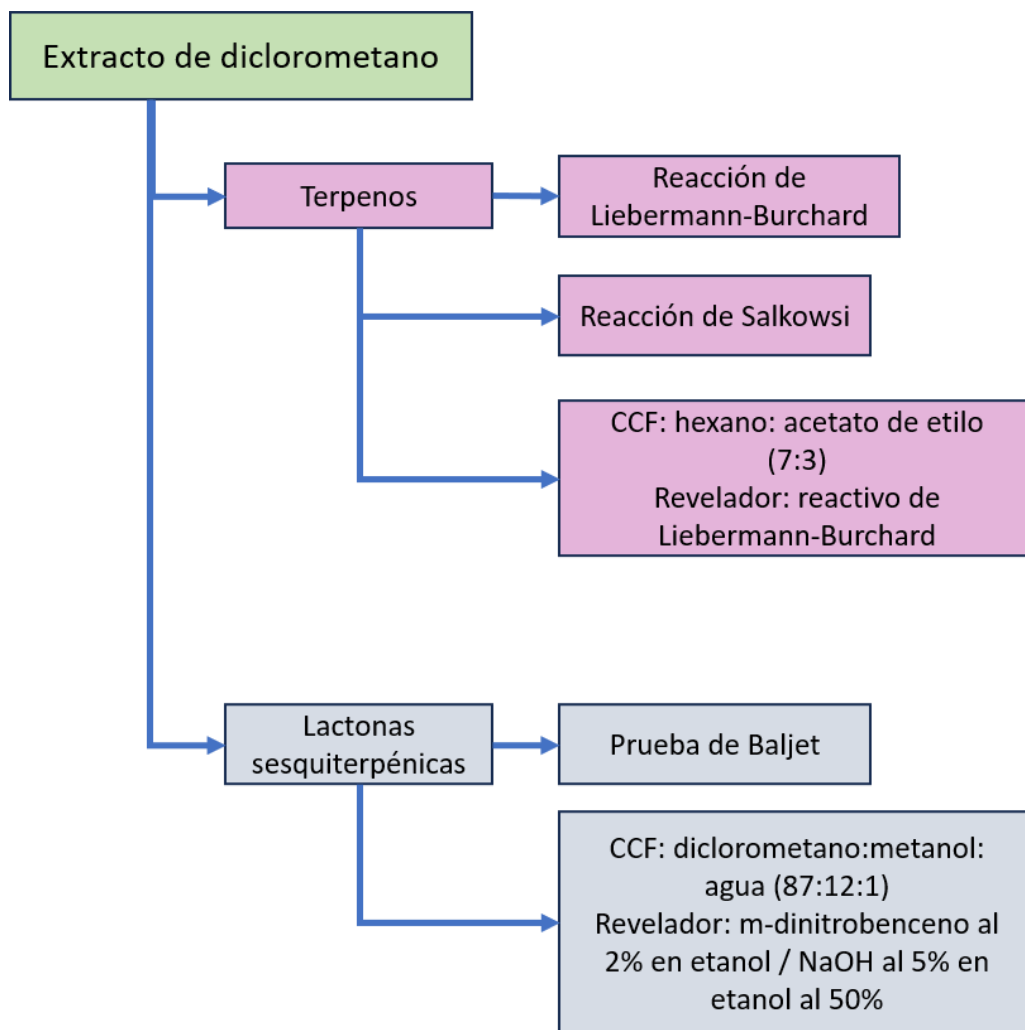 Extracto de diclorometano
Terpenos
Reacción de
Liebermann-Burchard
Reacción de Salkowsi
CCF: hexano: acetato de etilo
(7:3)
Revelador: reactivo de
Liebermann-Burchard
Lactonas
sesquiterpénicas
Prueba de Baljet
CCF: diclorometano:metanol:
agua (87:12:1)
Revelador: m-dinitrobenceno al
2% en etanol / NaOH al 5% en
etanol al 50%